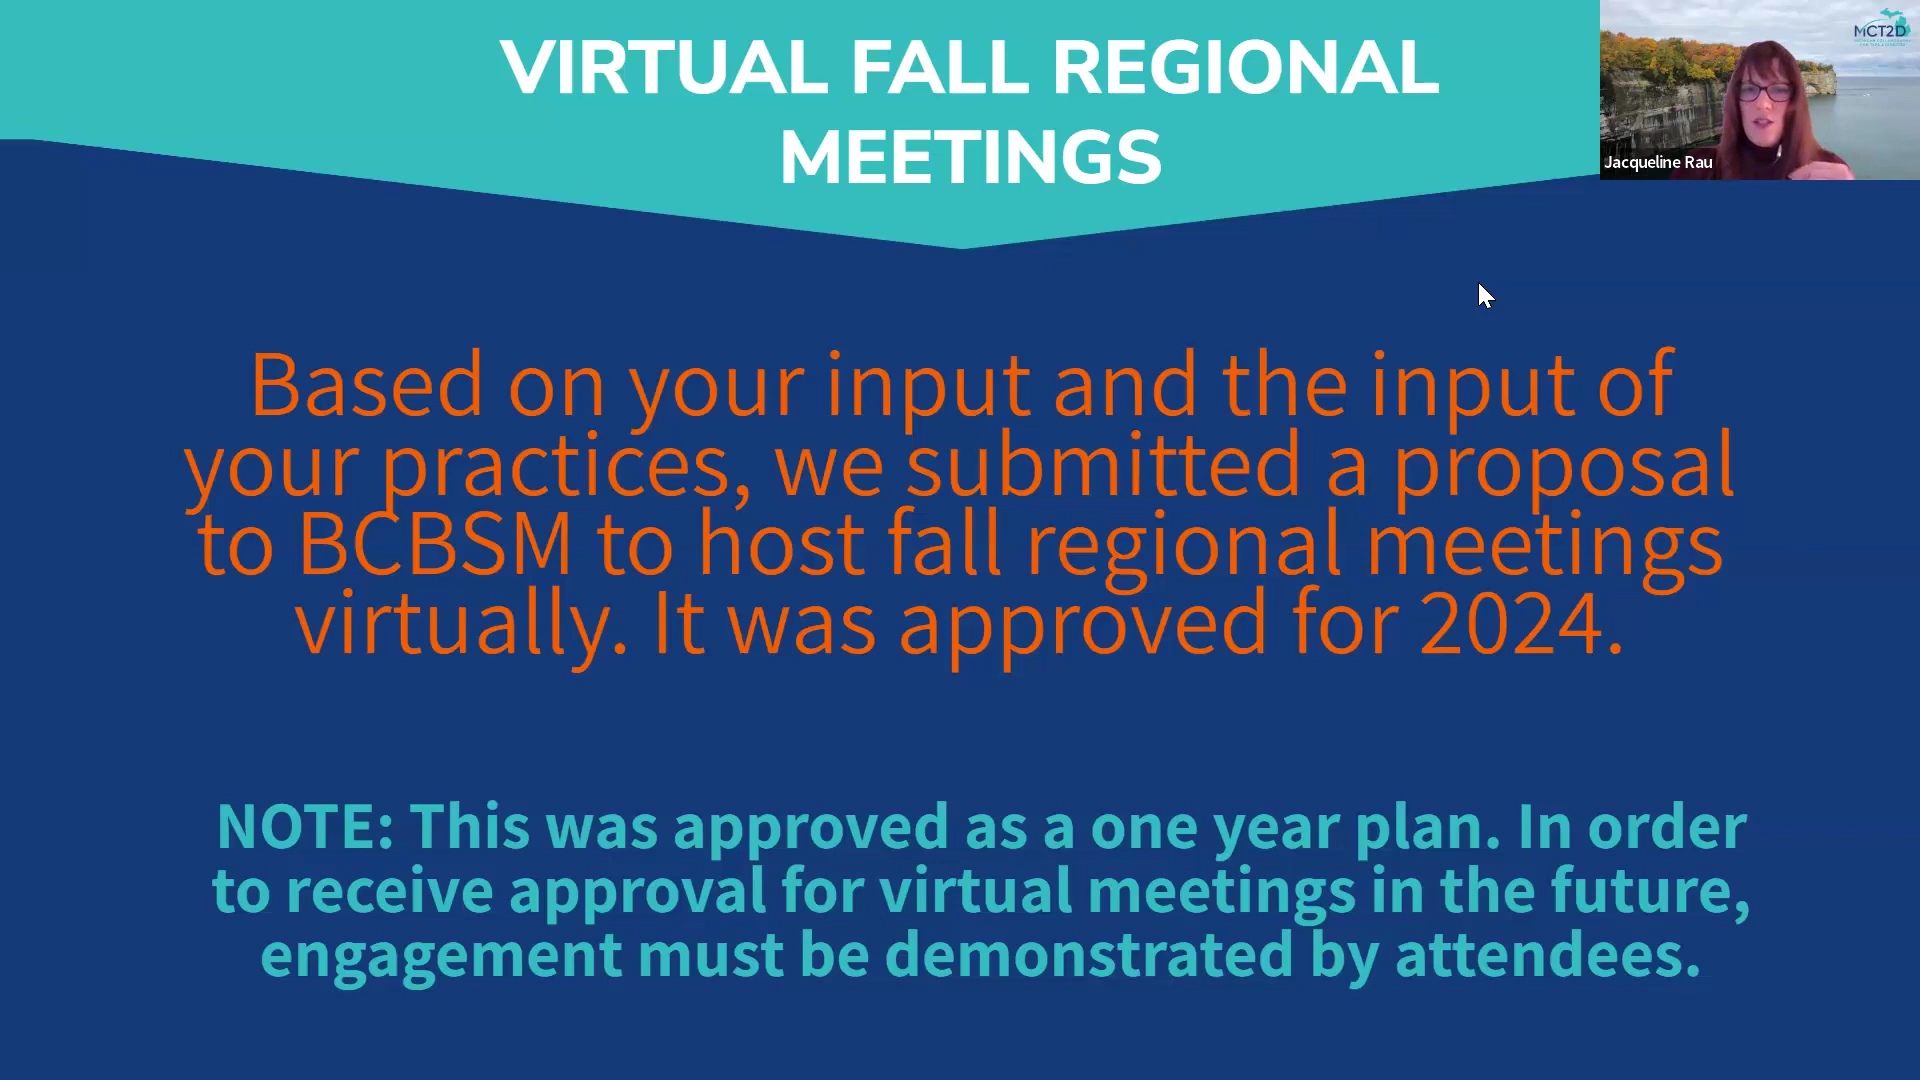 VIRTUAL FALL REGIONAL
MEETINGS
MCT2D
Jacqueline Rau
Based on your input and the input of
your practices, we submitted a proposal
to BCBSM to host fall regional meetings
virtually. It was approved for 2024.
NOTE: This was approved as a one year plan. In order
to receive approval for virtual meetings in the future,
engagement must be demonstrated by attendees.